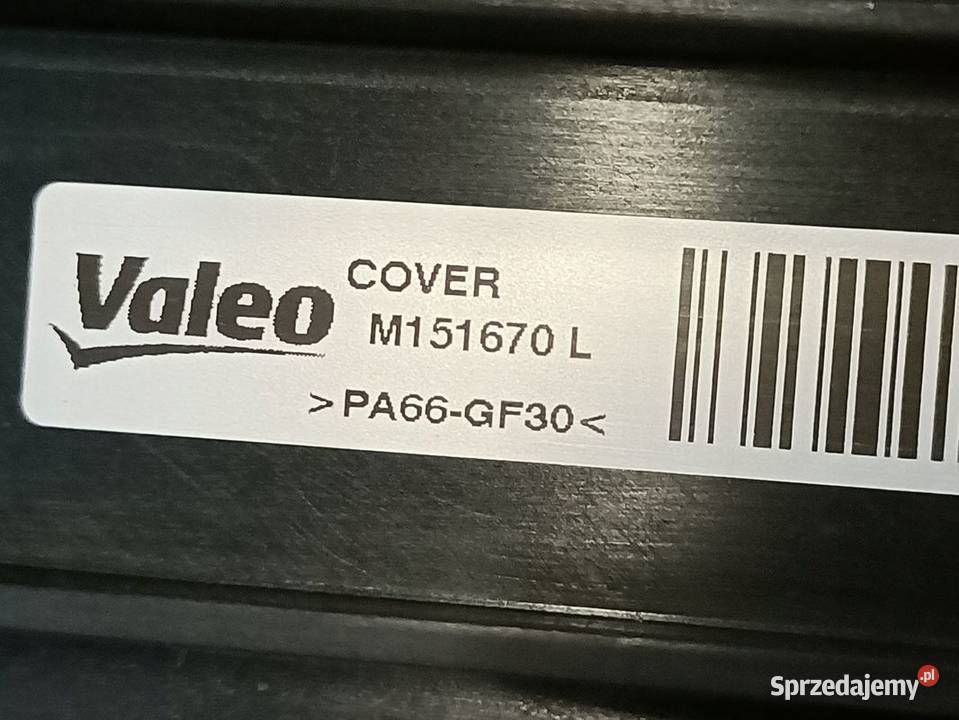 Valeo
COVER
M151670 L
>PA66-GF30<
Sprzedajemy.pl